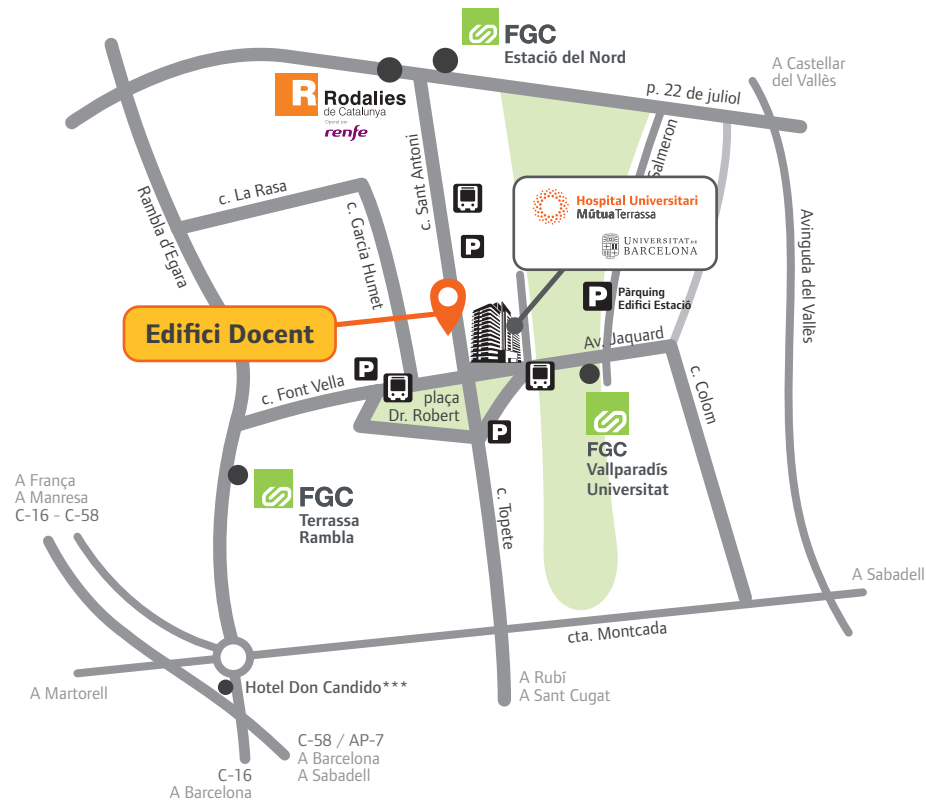 FGC
Estació del Nord
A Castellar
del Vallès
p. 22 de juliol
R Rodalies
de Catalunya
Operat per
renfe
Salmeron
c. Sant Antoni
c. La Rasa
Rambla d'Egara
c. Garcia Humet
Hospital Universitari
MútuaTerrassa
UNIVERSITAT DE
BARCELONA
Avinguda del Vallès
P
P
Pàrquing
Edifici Estació
Edifici Docent
Av. Jaquard
P
c. Font Vella
plaça
Dr. Robert
c. Colom
P
FGC
Vallparadís
Universitat
A França
A Manresa
C-16 - C-58
FGC
Terrassa
Rambla
c. Topete
A Sabadell
cta. Montcada
A Martorell
Hotel Don Candido***
A Rubí
A Sant Cugat
C-58 / AP-7
A Barcelona
A Sabadell
C-16
A Barcelona